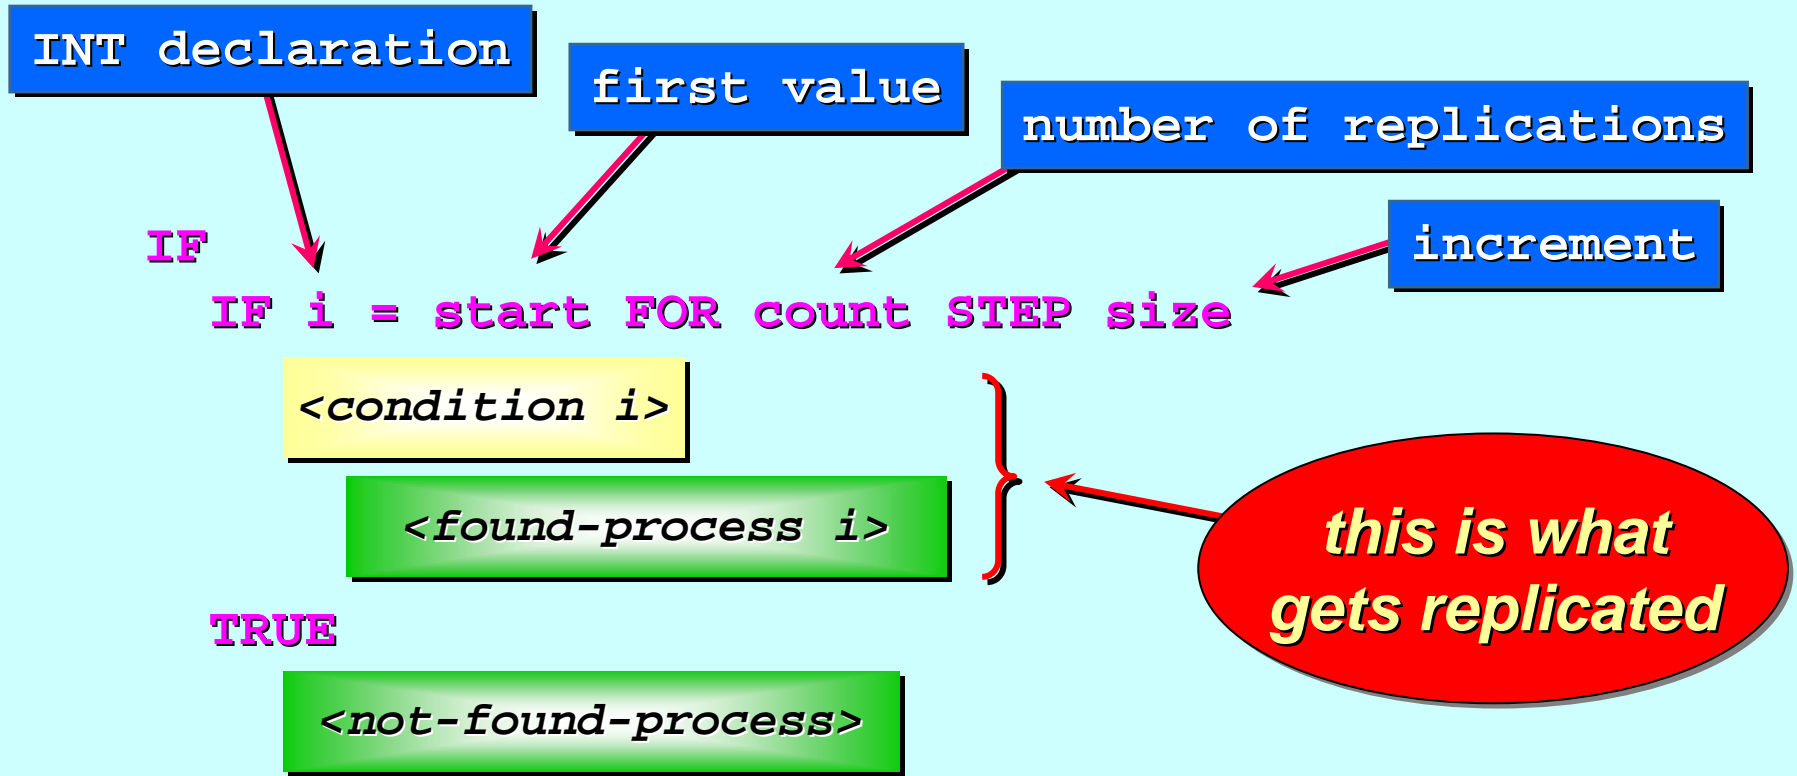 INT declaration
first value
number of replications
increment
IF
IF i = start FOR count STEP size
<condition i>
<found-process i>
this is what
gets replicated
TRUE
<not-found-process>